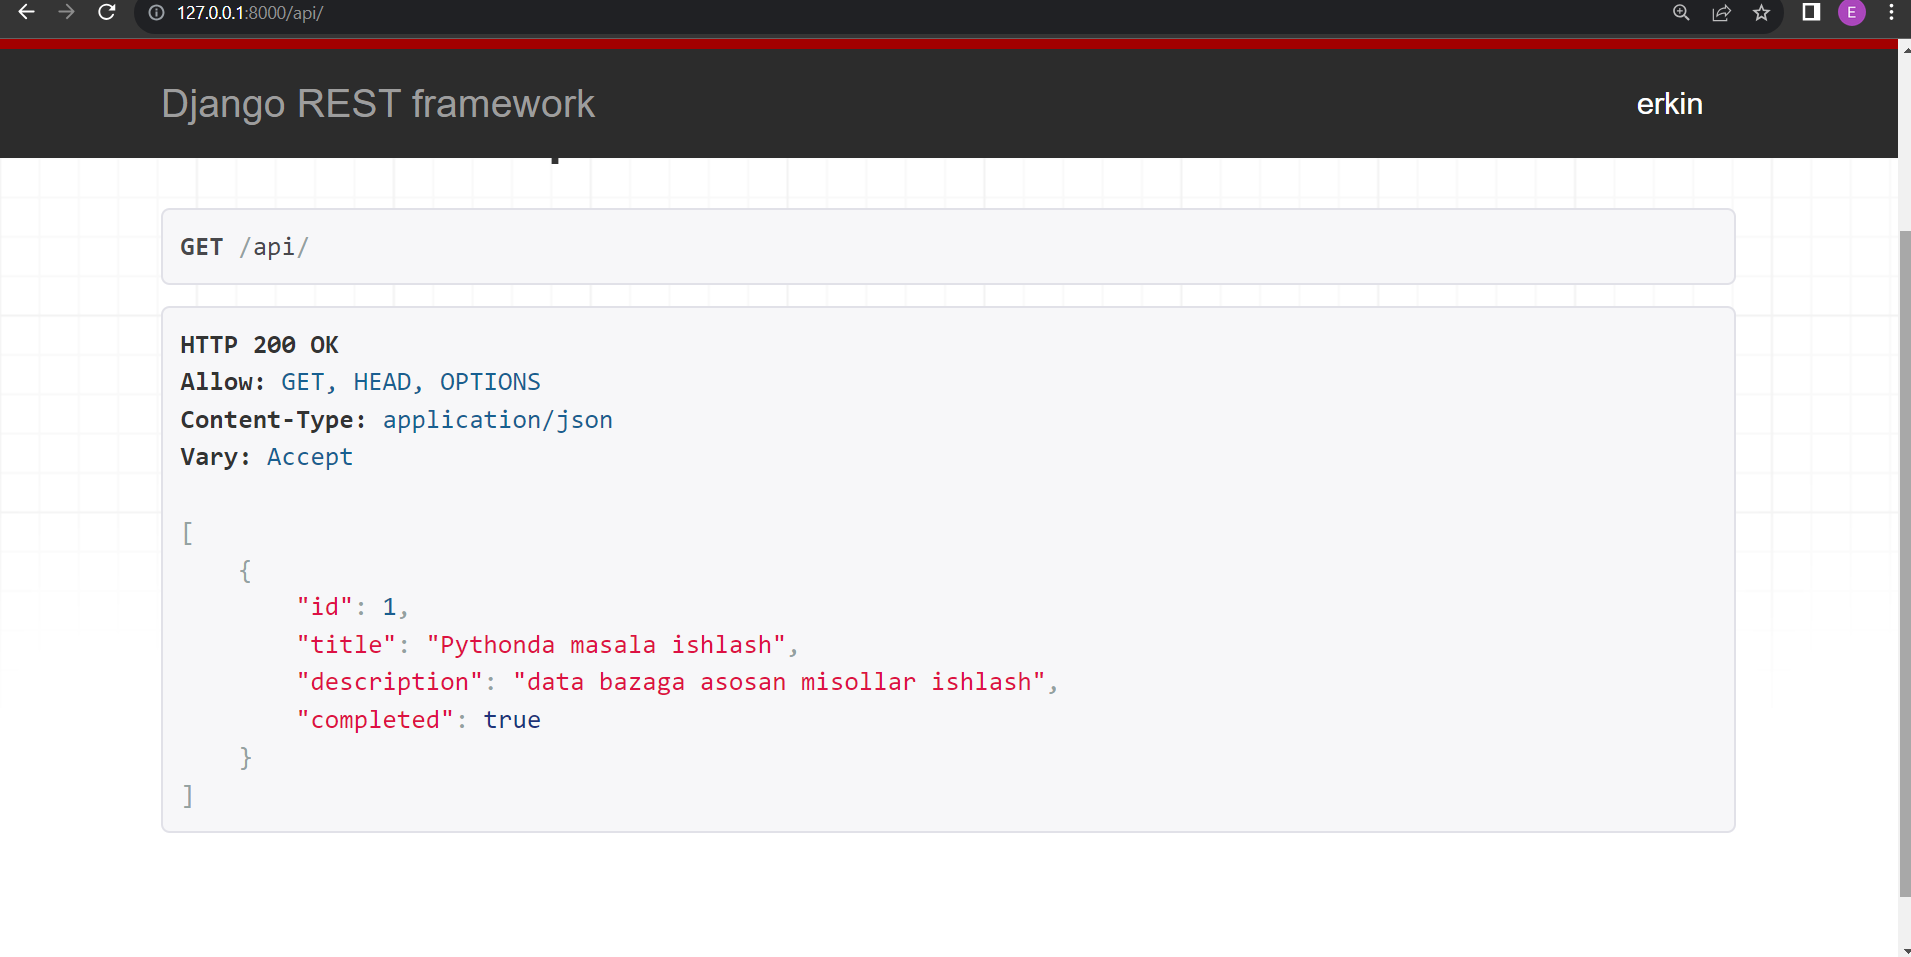 127.0.0.1:8000/api/
E
Django REST framework
erkin
GET /api/
HTTP 200 OK
Allow: GET, HEAD, OPTIONS
Content-Type: application/json
Vary: Accept
[
{
"id": 1,
"title": "Pythonda masala ishlash",
"description": "data bazaga asosan misollar ishlash",
"completed": true
}
]